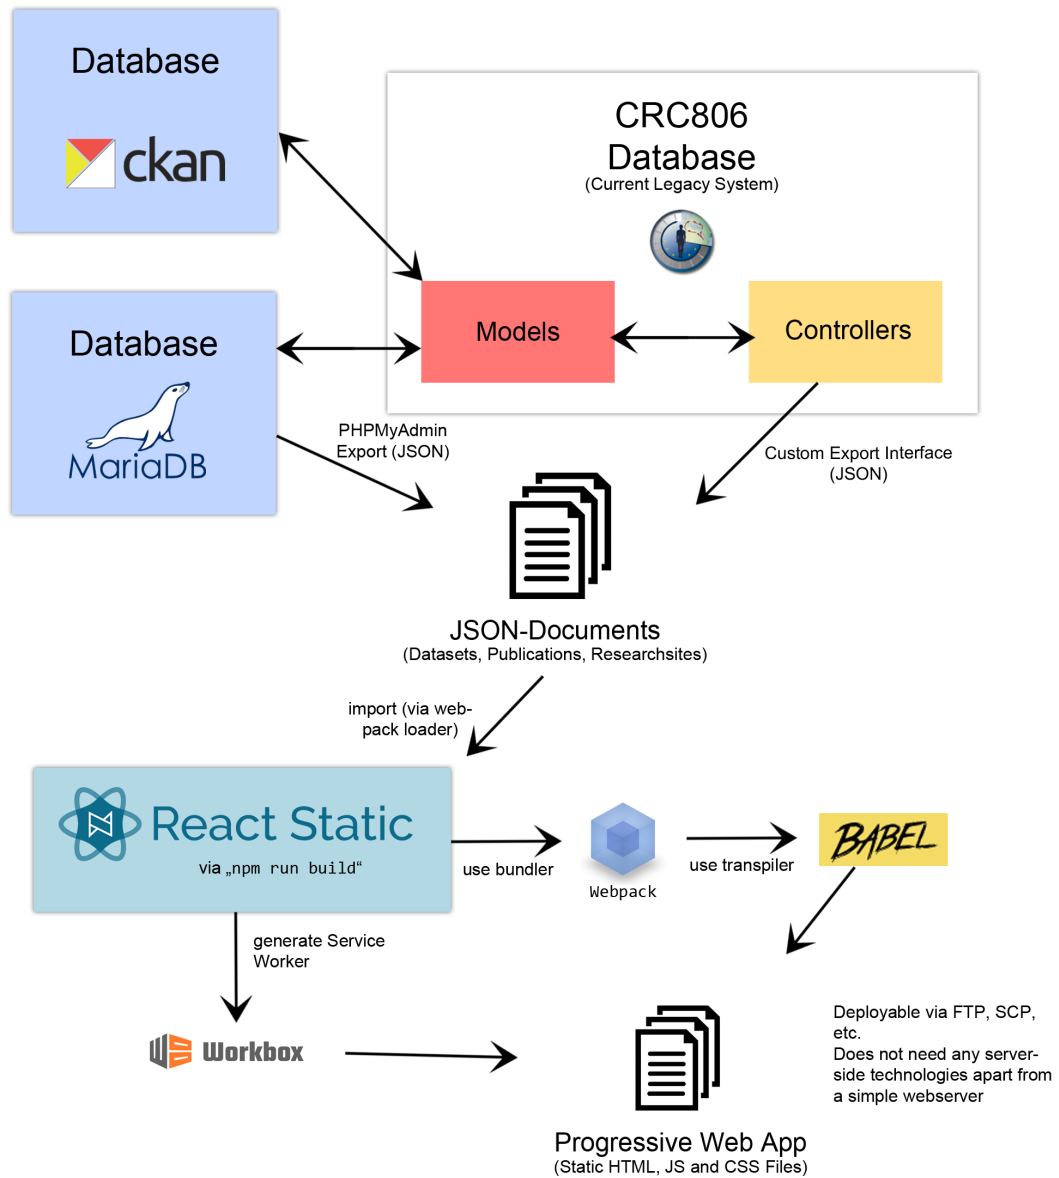 Database
ckan
CRC806
Database
(Current Legacy System)
Models
Controllers
Database
MariaDB
PHPMyAdmin
Export (JSON)
Custom Export Interface
(JSON)
JSON-Documents
(Datasets, Publications, Researchsites)
import (via web-
pack loader)
React Static
via „npm run build“
use bundler
Webpack
use transpiler
BABEL
generate Service
Worker
Workbox
Deployable via FTP, SCP,
etc.
Does not need any server-
side technologies apart from
a simple webserver
Progressive Web App
(Static HTML, JS and CSS Files)